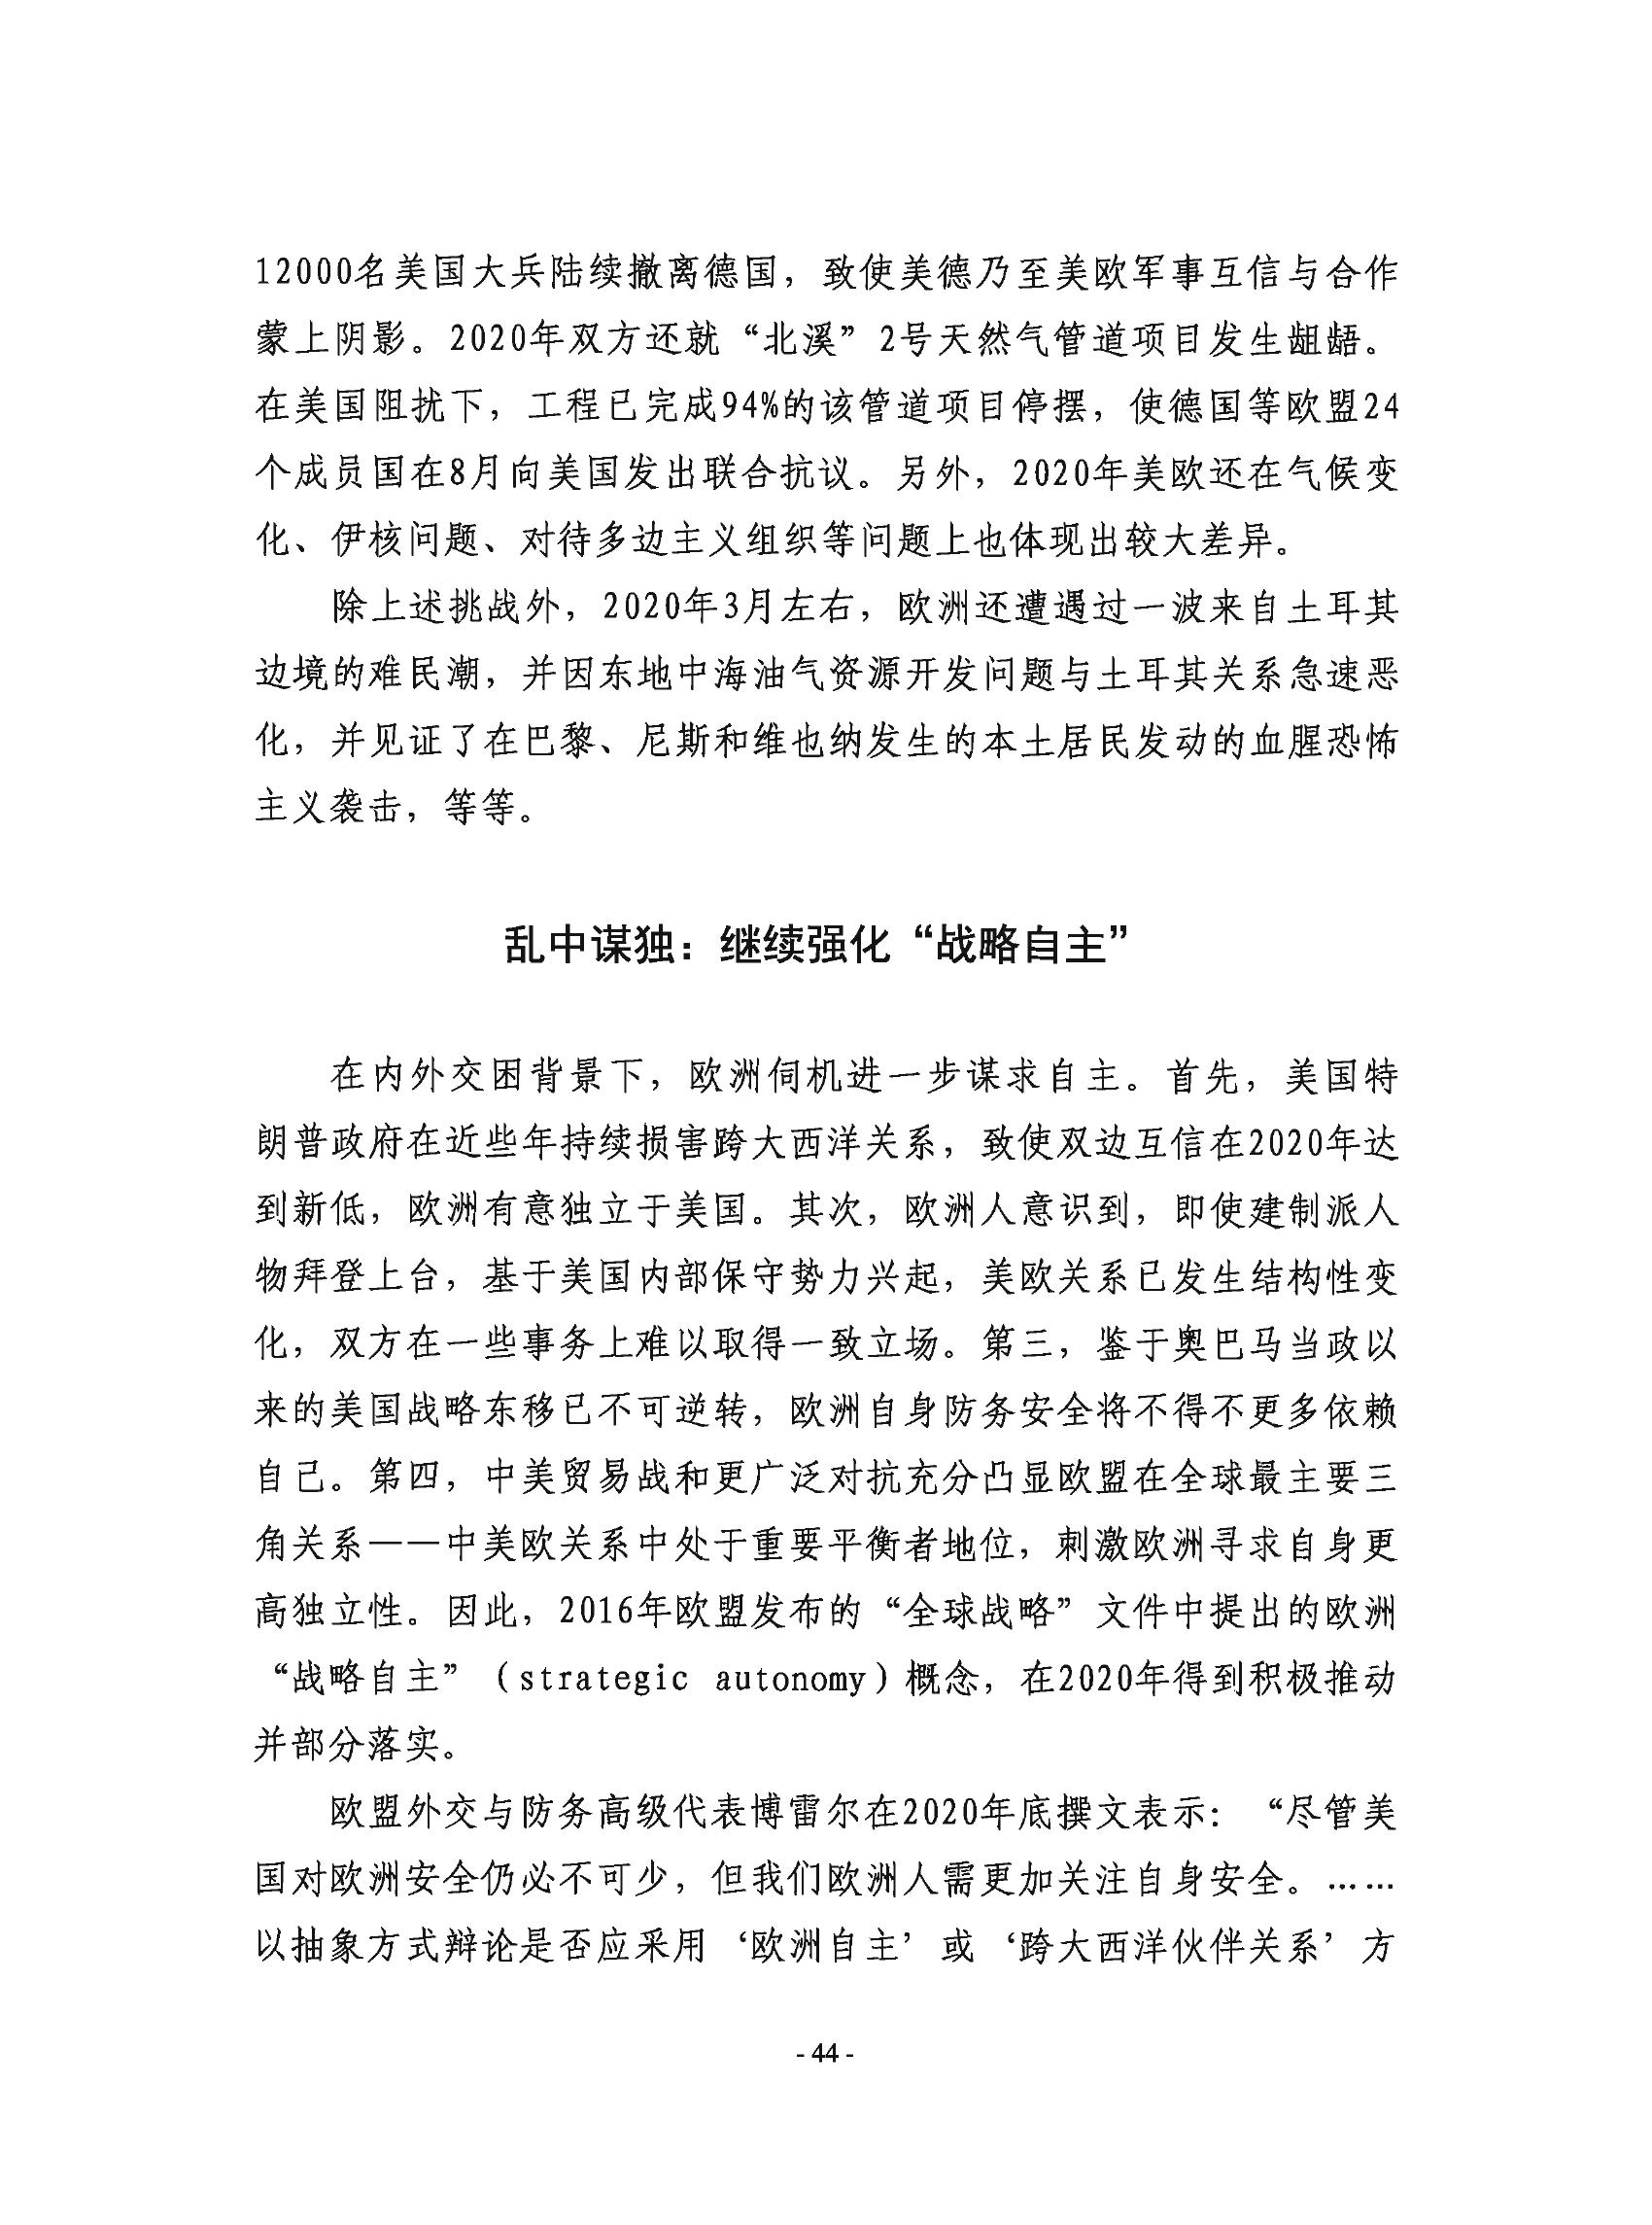 12000名美国大兵陆续撤离德国，致使美德乃至美欧军事互信与合作
蒙上阴影。2020年双方还就“北溪”2号天然气管道项目发生龃龉。
在美国阻扰下，工程已完成94%的该管道项目停摆，使德国等欧盟24
个成员国在8月向美国发出联合抗议。另外，2020年美欧还在气候变
化、伊核问题、对待多边主义组织等问题上也体现出较大差异。
除上述挑战外，2020年3月左右，欧洲还遭遇过一波来自土耳其
边境的难民潮，并因东地中海油气资源开发问题与土耳其关系急速恶
化，并见证了在巴黎、尼斯和维也纳发生的本土居民发动的血腥恐怖
主义袭击，等等。
乱中谋独：继续强化“战略自主”
在内外交困背景下，欧洲伺机进一步谋求自主。首先，美国特
朗普政府在近些年持续损害跨大西洋关系，致使双边互信在2020年达
到新低，欧洲有意独立于美国。其次，欧洲人意识到，即使建制派人
物拜登上台，基于美国内部保守势力兴起，美欧关系已发生结构性变
化，双方在一些事务上难以取得一致立场。第三，鉴于奥巴马当政以
来的美国战略东移已不可逆转，欧洲自身防务安全将不得不更多依赖
自己。第四，中美贸易战和更广泛对抗充分凸显欧盟在全球最主要三
角关系——中美欧关系中处于重要平衡者地位，刺激欧洲寻求自身更
高独立性。因此，2016年欧盟发布的“全球战略”文件中提出的欧洲
“战略自主”（strategic autonomy）概念，在2020年得到积极推动
并部分落实。
欧盟外交与防务高级代表博雷尔在2020年底撰文表示：“尽管美
国对欧洲安全仍必不可少，但我们欧洲人需更加关注自身安全。……
以抽象方式辩论是否应采用‘欧洲自主’或‘跨大西洋伙伴关系’方
- 44 -